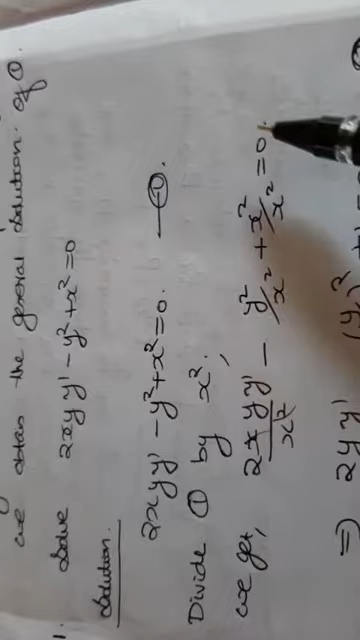 we obtain the general solution of ①.
1. Solve 2xyy' - y² + x² = 0
Solution.
2xyy' - y² + x² = 0. —①.
Divide ① by x²,
we get, 2xyy'/x² - y²/x² + x²/x² = 0.
⇒ 2yy'